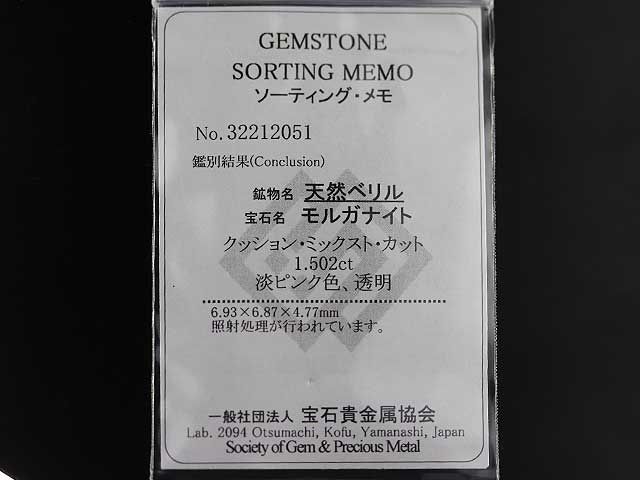 GEMSTONE
SORTING MEMO
ソーティング・メモ
No. 32212051
鑑別結果(Conclusion)
鉱物名 天然ベリル
宝石名 モルガナイト
クッション・ミックスト・カット
1.502ct
淡ピンク色、透明
6.93×6.87×4.77mm
照射処理が行われています。
一般社団法人 宝石貴金属協会
Lab. 2094 Otsumachi, Kofu, Yamanashi, Japan
Society of Gem & Precious Metal